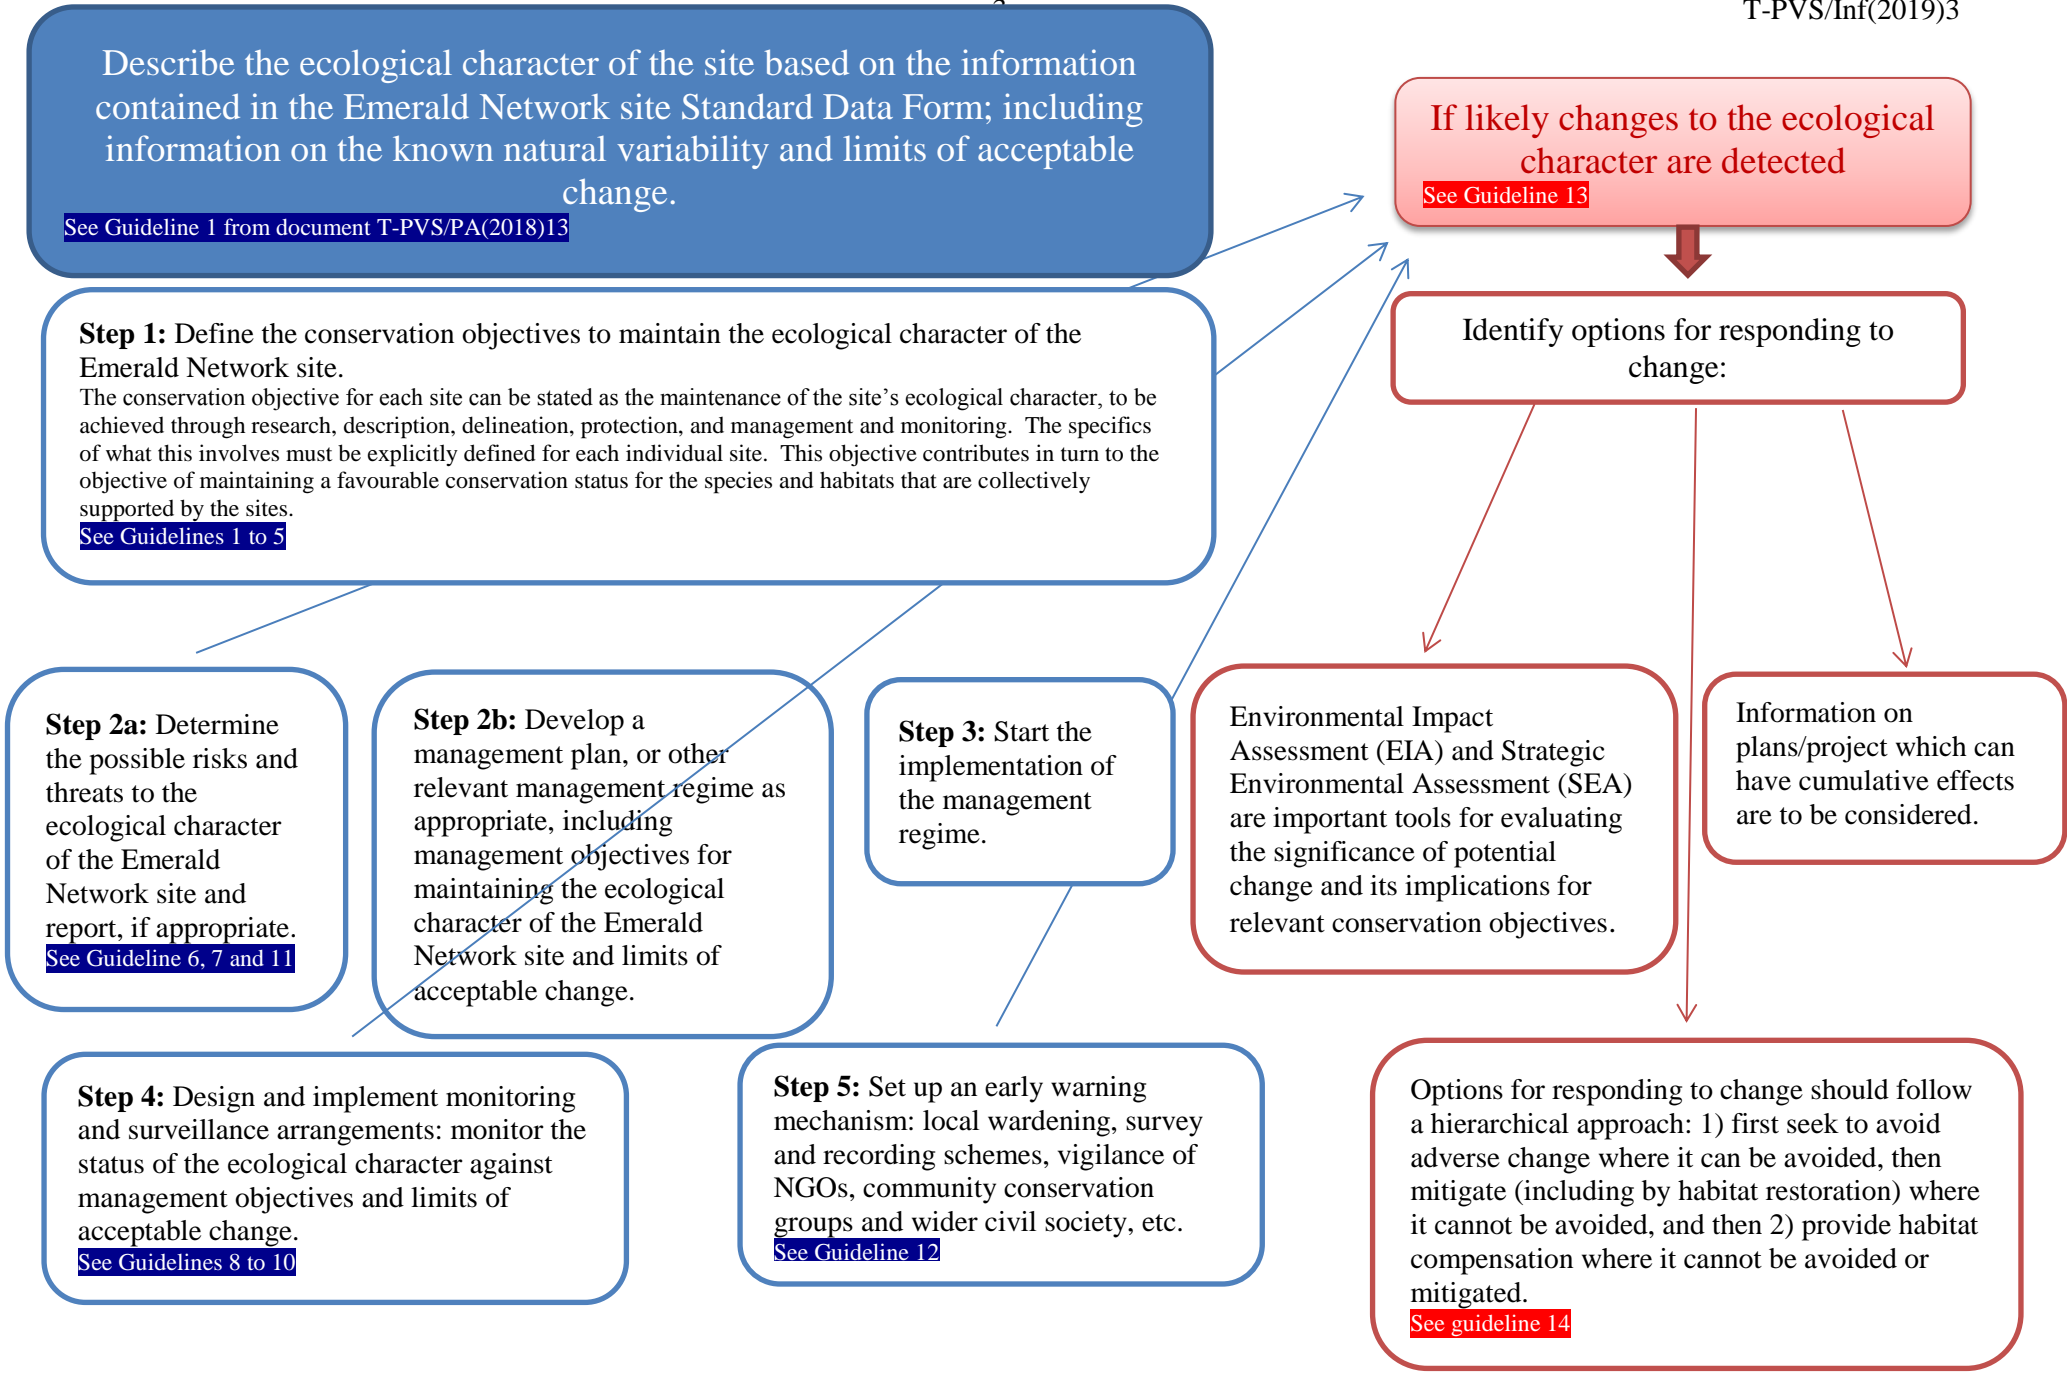 3
T-PVS/Inf(2019)3
Describe the ecological character of the site based on the information
contained in the Emerald Network site Standard Data Form; including
information on the known natural variability and limits of acceptable
change.
See Guideline 1 from document T-PVS/PA(2018)13
If likely changes to the ecological
character are detected
See Guideline 13
Step 1: Define the conservation objectives to maintain the ecological character of the
Emerald Network site.
The conservation objective for each site can be stated as the maintenance of the site’s ecological character, to be
achieved through research, description, delineation, protection, and management and monitoring. The specifics
of what this involves must be explicitly defined for each individual site. This objective contributes in turn to the
objective of maintaining a favourable conservation status for the species and habitats that are collectively
supported by the sites.
See Guidelines 1 to 5
Identify options for responding to
change:
Step 2a: Determine
the possible risks and
threats to the
ecological character
of the Emerald
Network site and
report, if appropriate.
See Guideline 6, 7 and 11
Step 2b: Develop a
management plan, or other
relevant management regime as
appropriate, including
management objectives for
maintaining the ecological
character of the Emerald
Network site and limits of
acceptable change.
Step 3: Start the
implementation of
the management
regime.
Environmental Impact
Assessment (EIA) and Strategic
Environmental Assessment (SEA)
are important tools for evaluating
the significance of potential
change and its implications for
relevant conservation objectives.
Information on
plans/project which can
have cumulative effects
are to be considered.
Step 4: Design and implement monitoring
and surveillance arrangements: monitor the
status of the ecological character against
management objectives and limits of
acceptable change.
See Guidelines 8 to 10
Step 5: Set up an early warning
mechanism: local wardening, survey
and recording schemes, vigilance of
NGOs, community conservation
groups and wider civil society, etc.
See Guideline 12
Options for responding to change should follow
a hierarchical approach: 1) first seek to avoid
adverse change where it can be avoided, then
mitigate (including by habitat restoration) where
it cannot be avoided, and then 2) provide habitat
compensation where it cannot be avoided or
mitigated.
See guideline 14